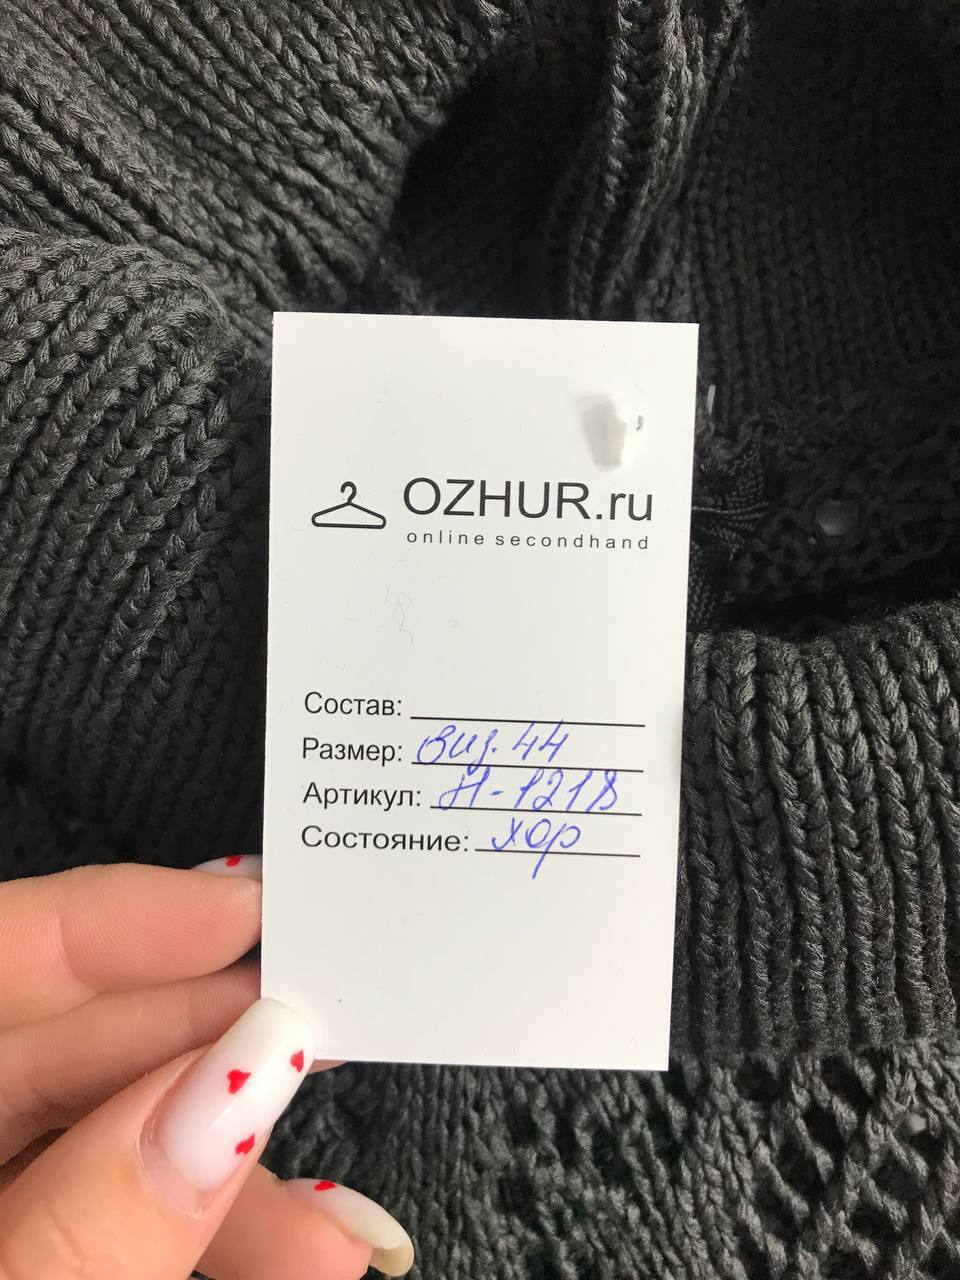 OZHUR.ru
online secondhand
Состав:
Размер: виз. 44
Артикул: Н-1218
Состояние: хор